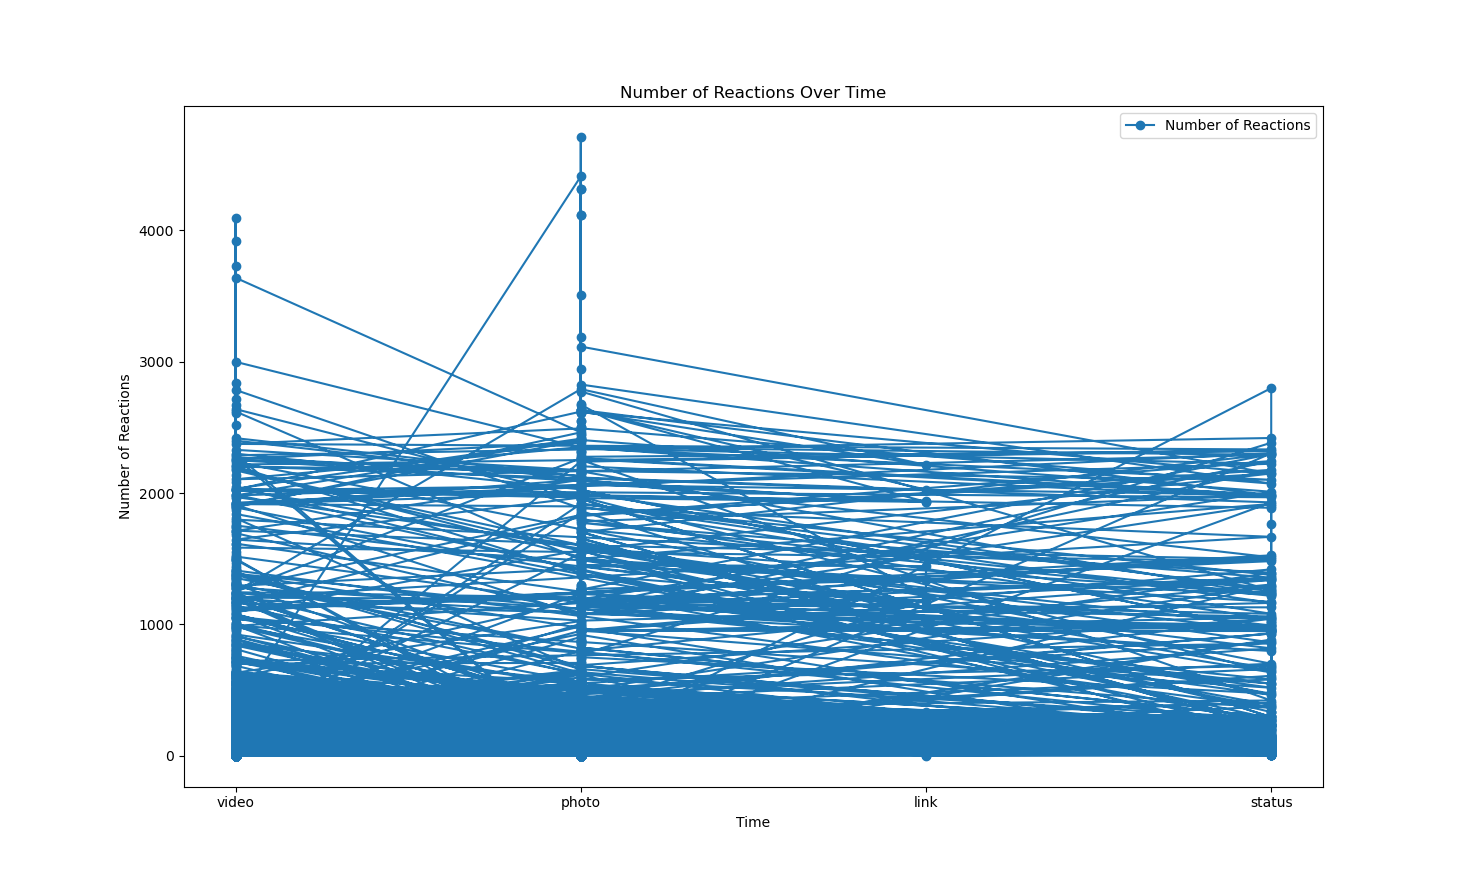 Number of Reactions Over Time
Number of Reactions
4000
3000
2000
1000
0
Number of Reactions
video
photo
link
status
Time